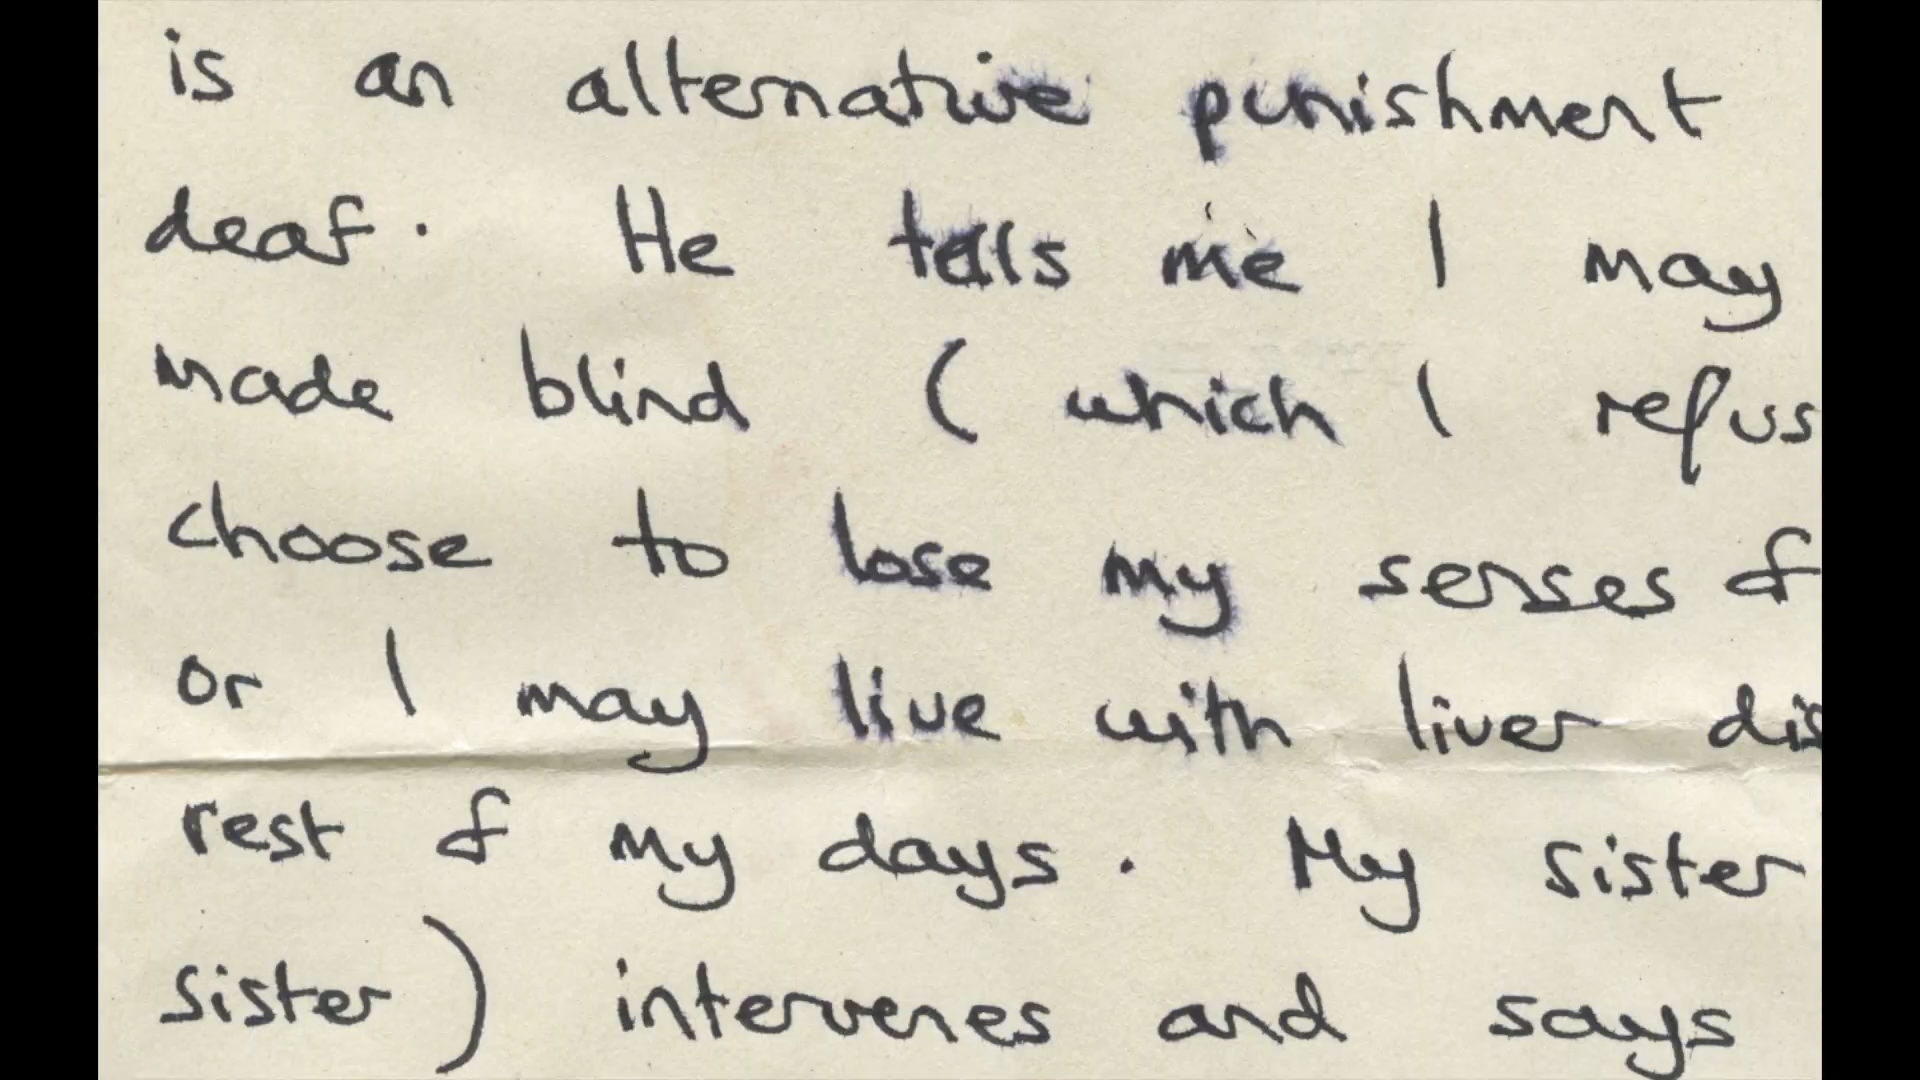 is an alternative punishment
deaf. He tells me I may
made blind (which I refus
choose to lose my senses of
or I may live with liver dis
rest of my days. My sister
sister) intervenes and says